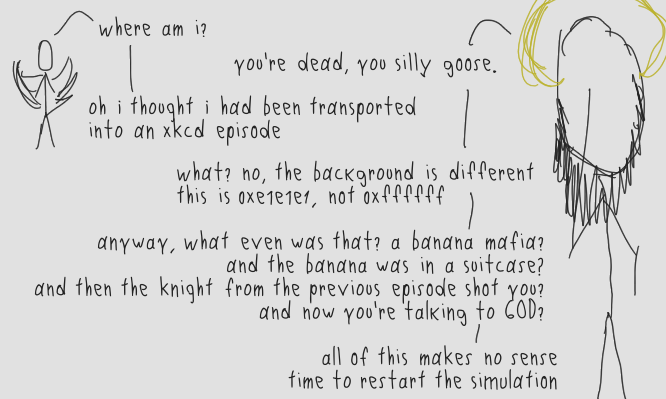 where am i?
you're dead, you silly goose.
oh i thought i had been transported
into an xkcd episode
what? no, the background is different
this is 0xe1e1e1, not 0xffffff
anyway, what even was that? a banana mafia?
and the banana was in a suitcase?
and then the knight from the previous episode shot you?
and now you're talking to GOD?
all of this makes no sense
time to restart the simulation